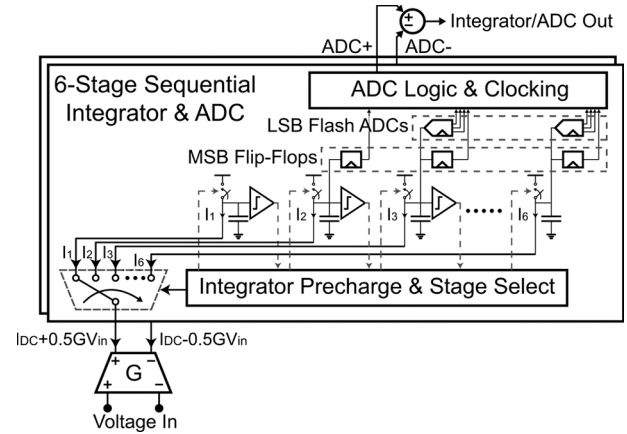 Integrator/ADC Out
ADC+ ADC-
6-Stage Sequential
Integrator & ADC
ADC Logic & Clocking
LSB Flash ADCs
MSB Flip-Flops
I1 I2 I3 I6
I1 I2 I3 I6
Integrator Precharge & Stage Select
IDC+0.5GVin IDC-0.5GVin
+ −
G
+ −
Voltage In